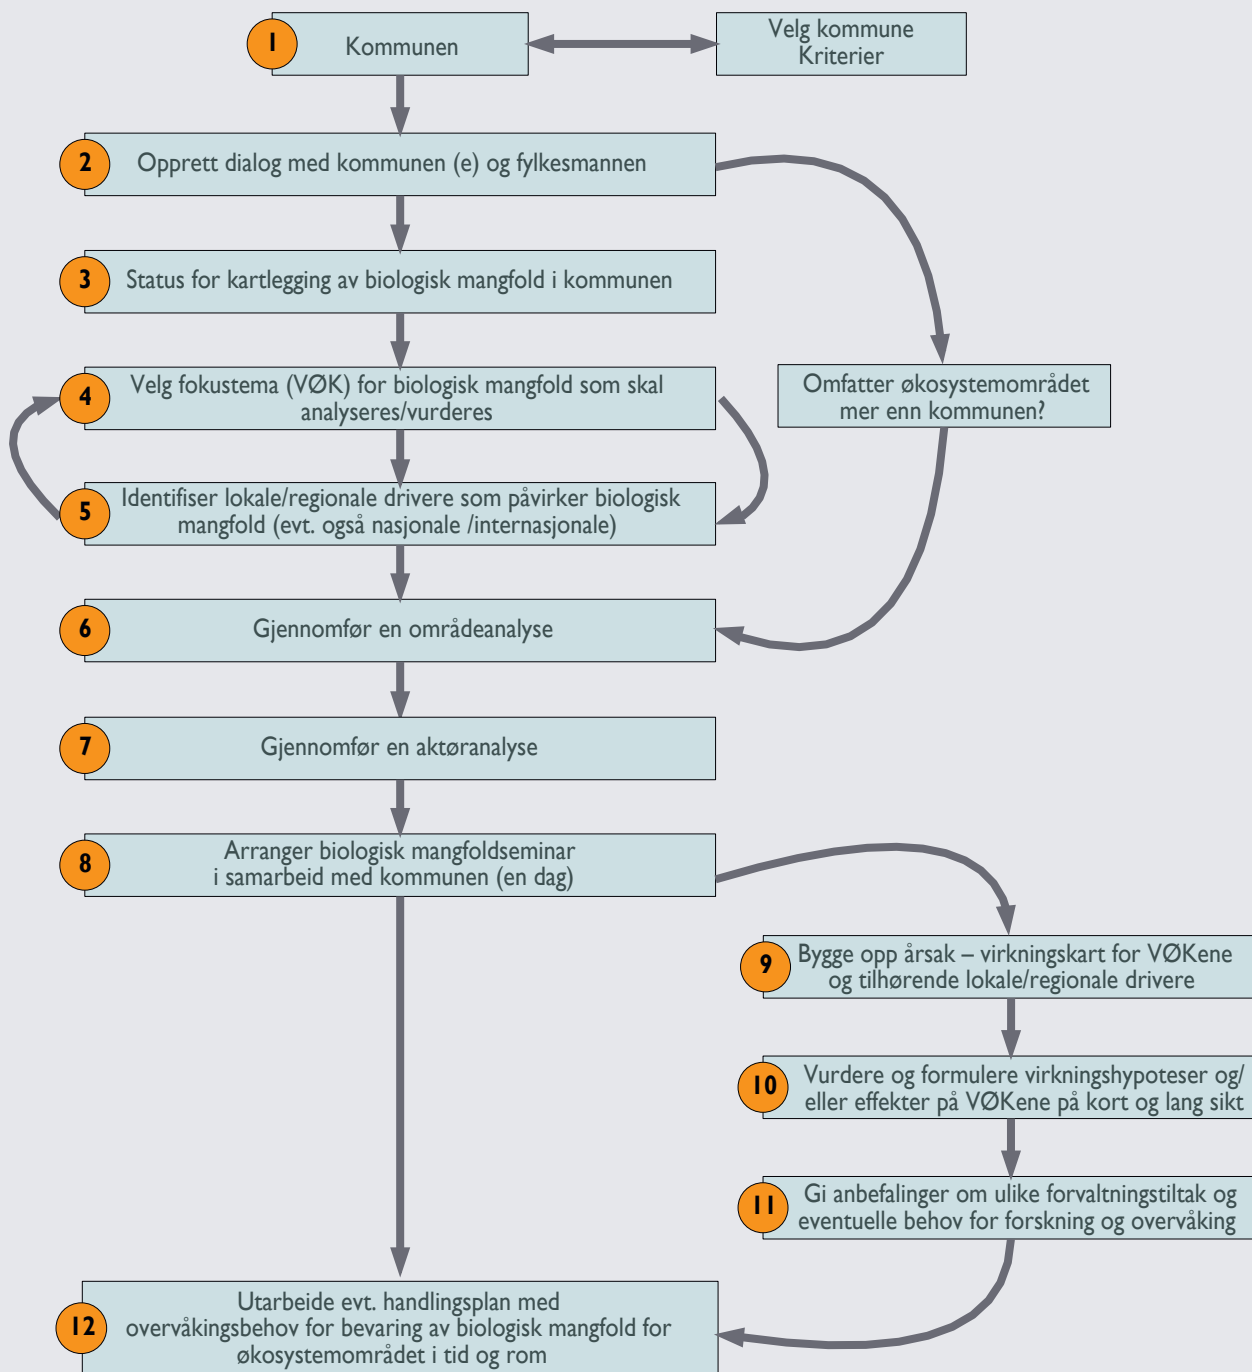 1
Kommunen
Velg kommune
Kriterier
2
Opprett dialog med kommunen (e) og fylkesmannen
3
Status for kartlegging av biologisk mangfold i kommunen
4
Velg fokustema (VØK) for biologisk mangfold som skal
analyseres/vurderes
Omfatter økosystemområdet
mer enn kommunen?
5
Identifiser lokale/regionale drivere som påvirker biologisk
mangfold (evt. også nasjonale /internasjonale)
6
Gjennomfør en områdeanalyse
7
Gjennomfør en aktøranalyse
8
Arranger biologisk mangfoldseminar
i samarbeid med kommunen (en dag)
9
Bygge opp årsak – virkningskart for VØKene
og tilhørende lokale/regionale drivere
10
Vurdere og formulere virkningshypoteser og/
eller effekter på VØKene på kort og lang sikt
11
Gi anbefalinger om ulike forvaltningstiltak og
eventuelle behov for forskning og overvåking
12
Utarbeide evt. handlingsplan med
overvåkingsbehov for bevaring av biologisk mangfold for
økosystemområdet i tid og rom